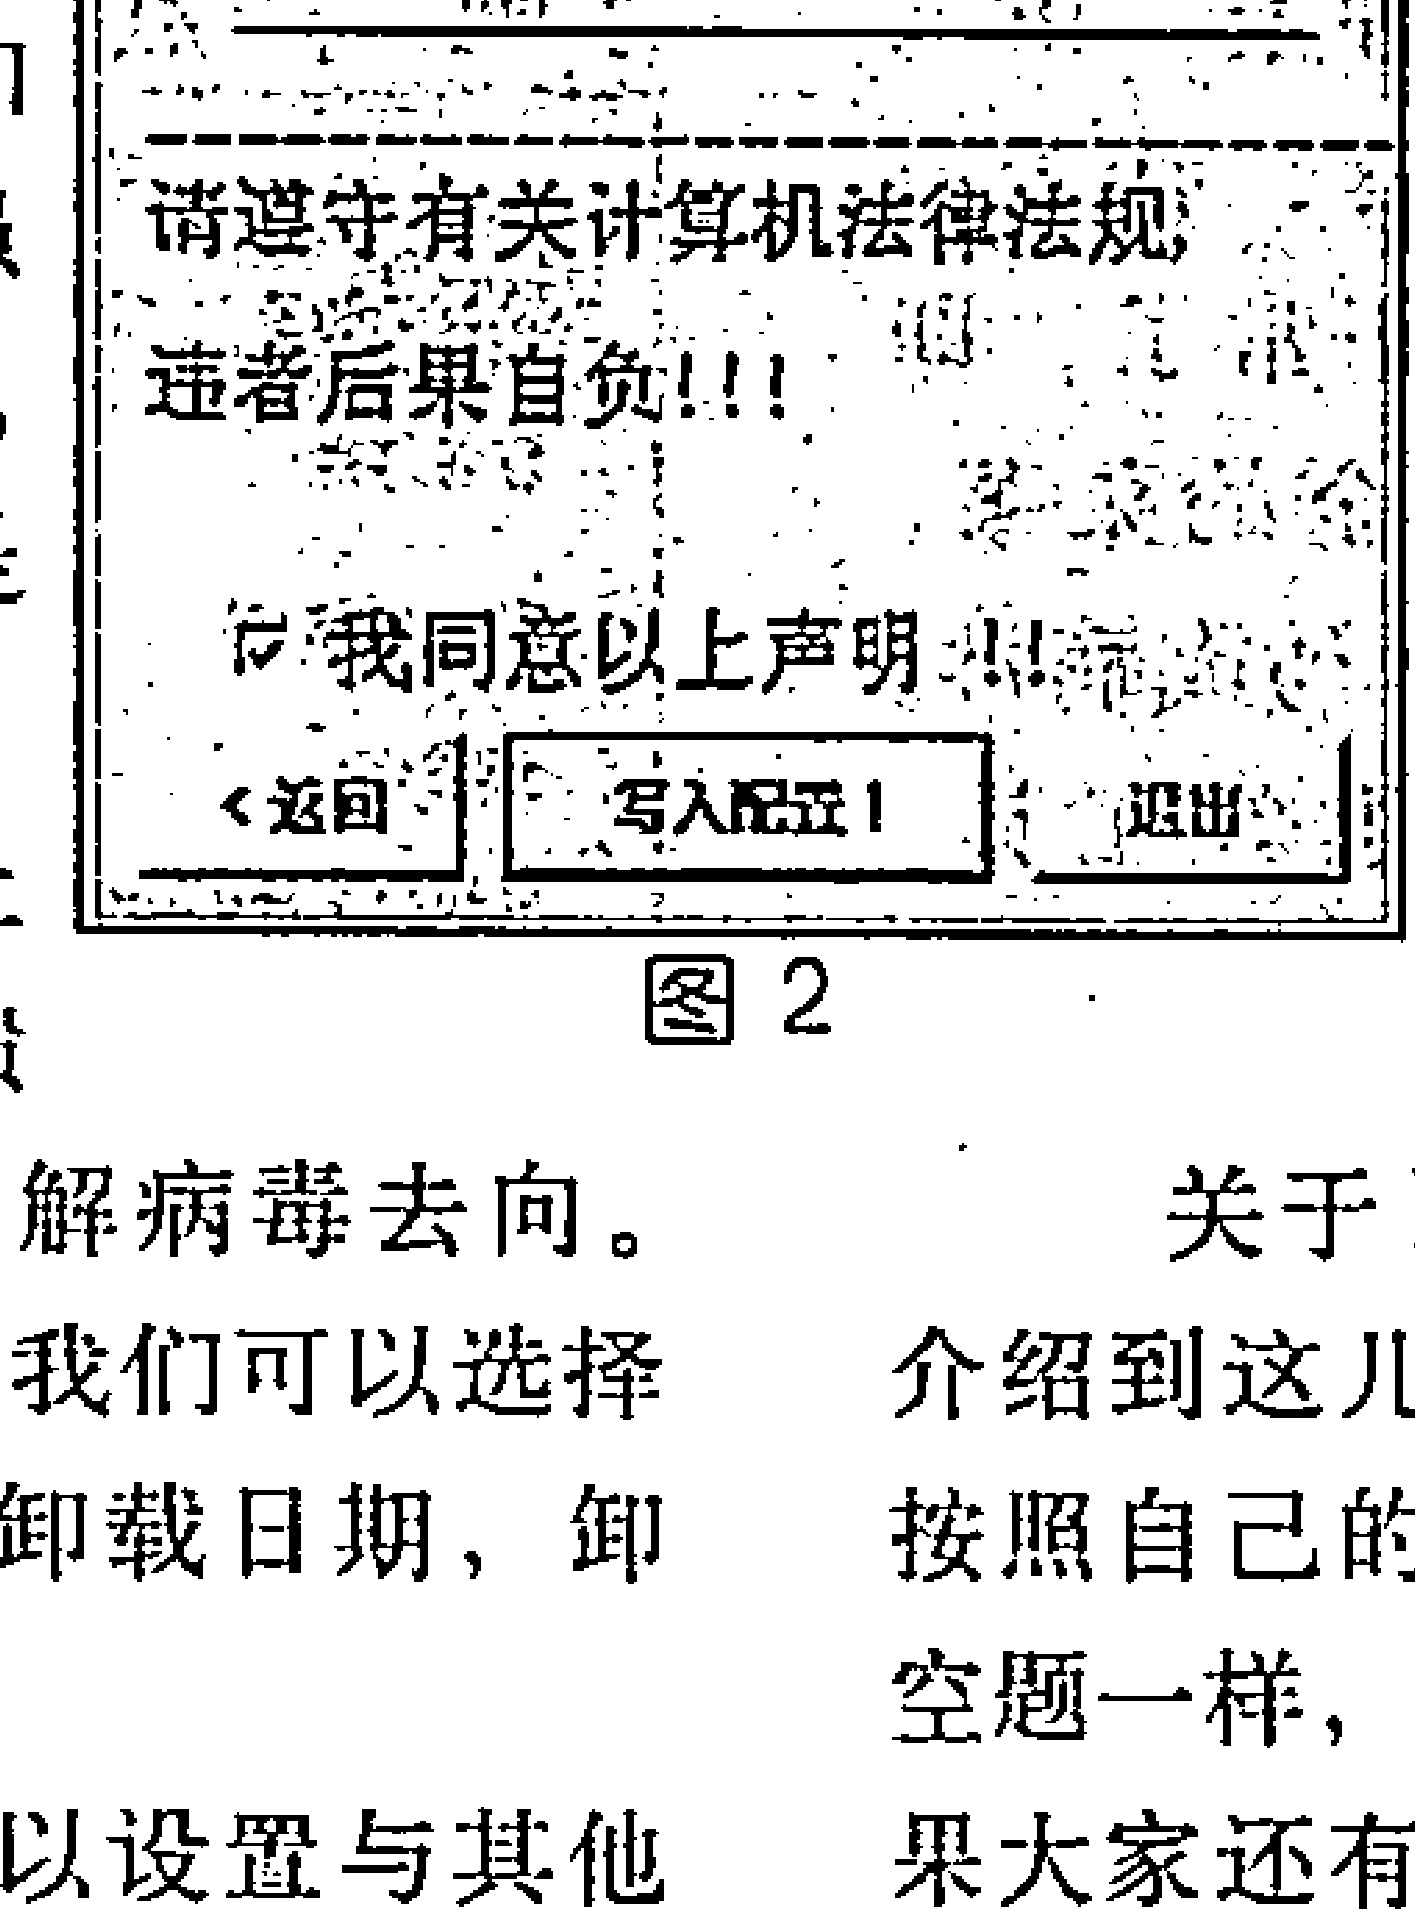 请遵守有关计算机法律法规,
违者后果自负!!!
我同意以上声明 !!!
<返回
写入配置!
退出
图 2
解病毒去向。
我们可以选择
卸载日期，卸
以设置与其他
关于
介绍到这儿
按照自己的
空题一样，
果大家还有